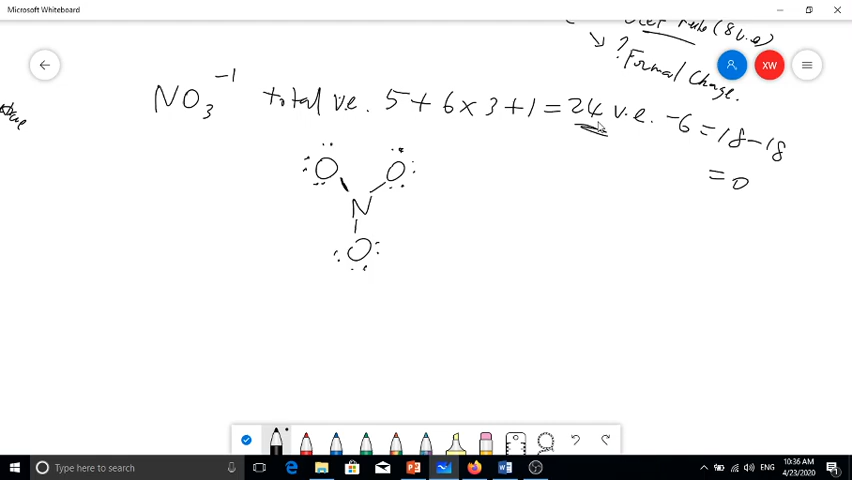 Microsoft Whiteboard
Rule (8 v.e)
? Formal Charge.
XW
NO3 -1 total v.e. 5 + 6 x 3 + 1 = 24 v.e. - 6 = 18 - 18
= 0
O O
N
O
Type here to search
ENG
10:36 AM
4/23/2020